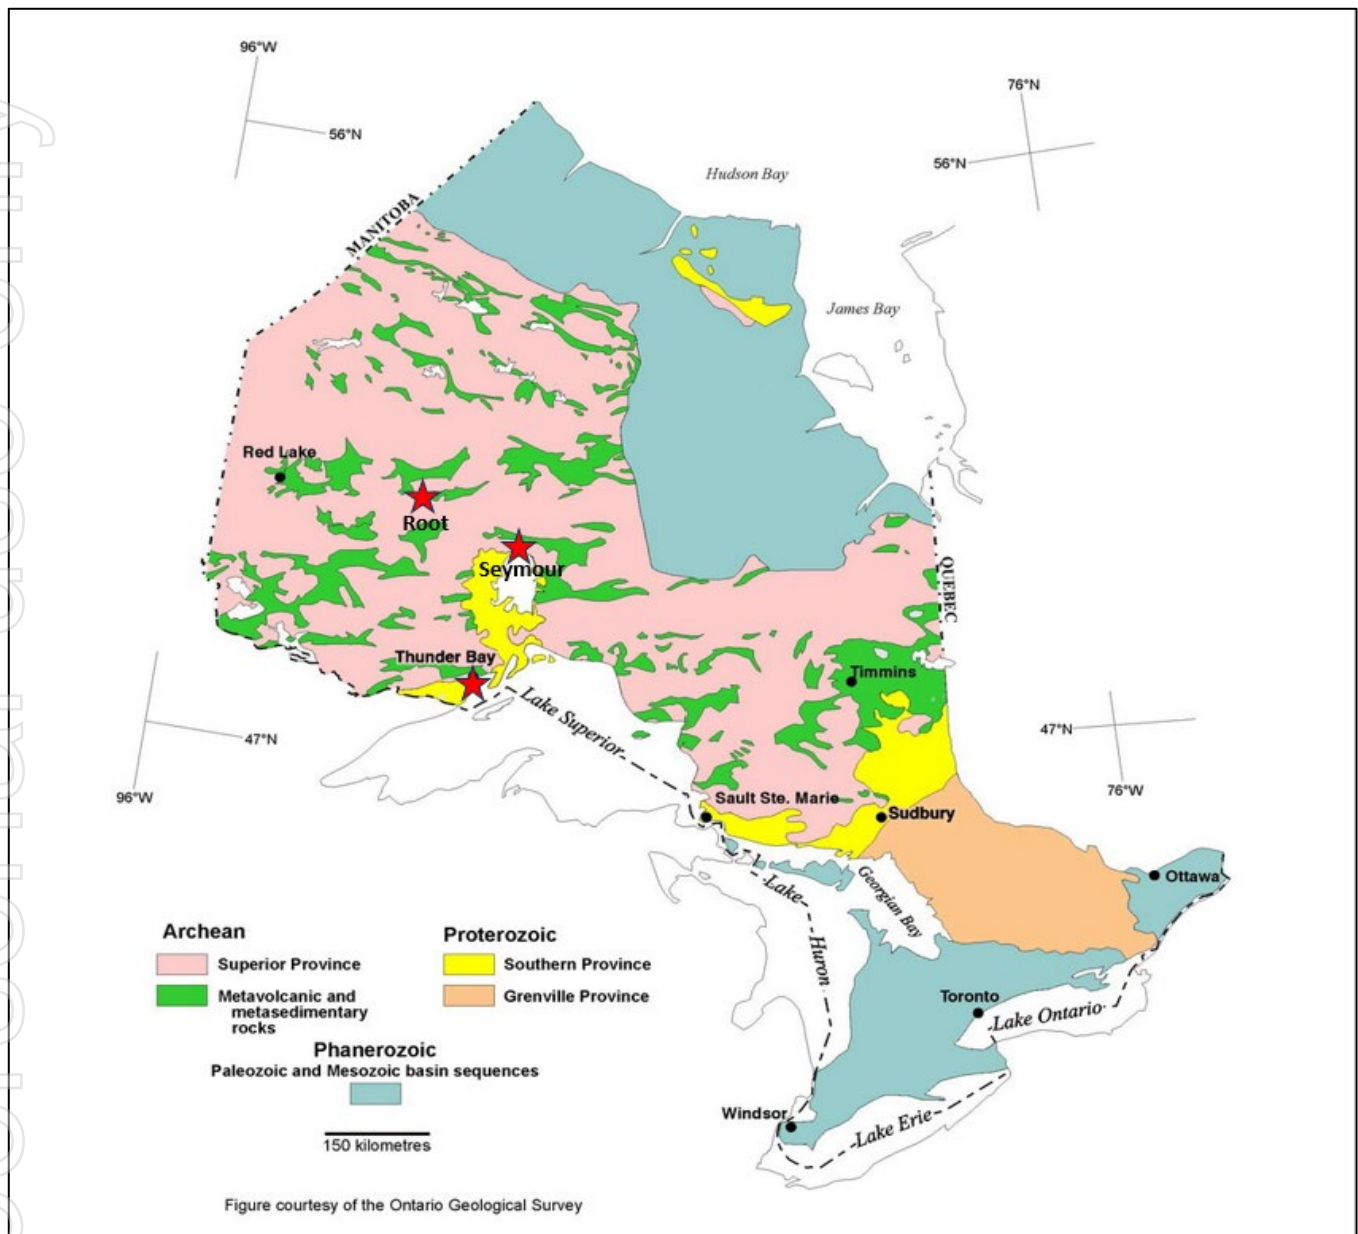 96°W
56°N
76°N
56°N
Hudson Bay
MANITOBA
James Bay
Red Lake
Root
Seymour
QUEBEC
Thunder Bay
Timmins
Lake Superior
47°N
47°N
96°W
76°W
Sault Ste. Marie
Sudbury
Ottawa
Georgian Bay
Lake
Huron
Archean
Superior Province
Metavolcanic and
metasedimentary
rocks
Proterozoic
Southern Province
Grenville Province
Toronto
Lake Ontario
Phanerozoic
Paleozoic and Mesozoic basin sequences
Windsor
Lake Erie
150 kilometres
Figure courtesy of the Ontario Geological Survey